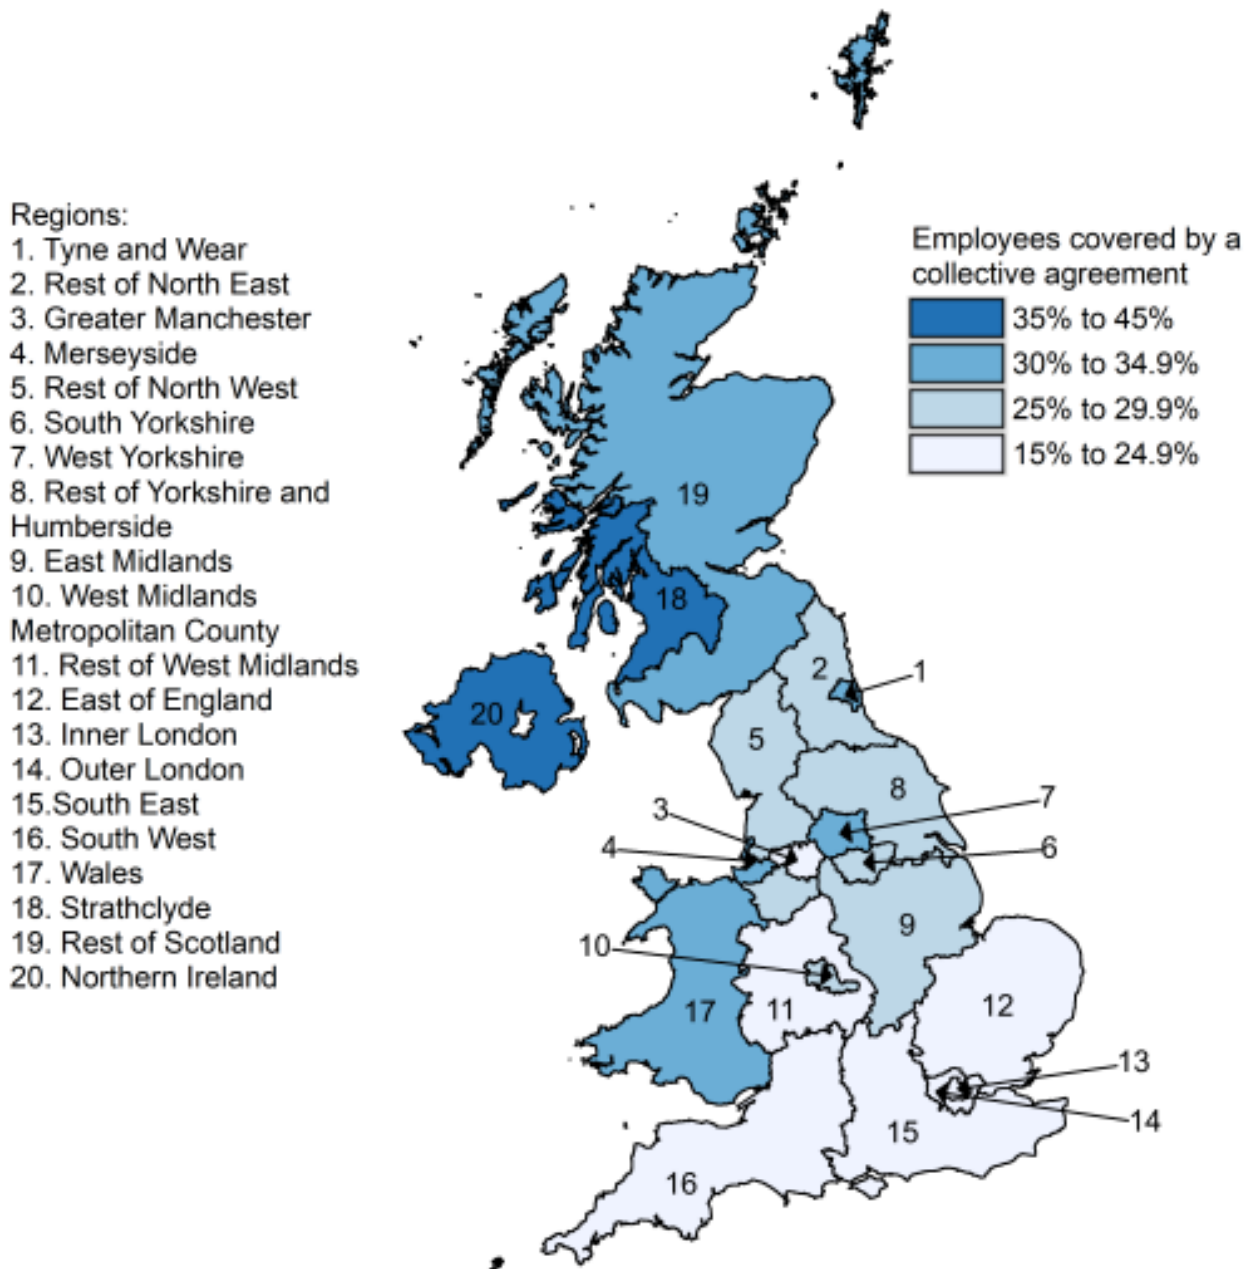 Regions:
1. Tyne and Wear
2. Rest of North East
3. Greater Manchester
4. Merseyside
5. Rest of North West
6. South Yorkshire
7. West Yorkshire
8. Rest of Yorkshire and
Humberside
9. East Midlands
10. West Midlands
Metropolitan County
11. Rest of West Midlands
12. East of England
13. Inner London
14. Outer London
15.South East
16. South West
17. Wales
18. Strathclyde
19. Rest of Scotland
20. Northern Ireland
Employees covered by a
collective agreement
35% to 45%
30% to 34.9%
25% to 29.9%
15% to 24.9%
19
18
2
1
20
5
8
7
3
4
6
9
10
17
11
12
13
14
15
16